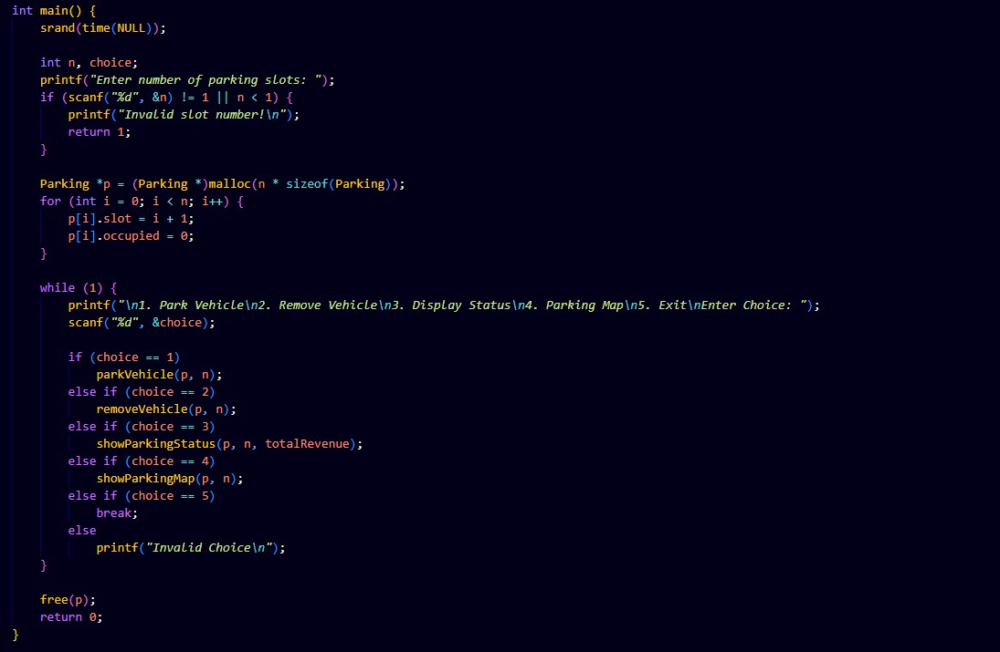 int main() {
    srand(time(NULL));

    int n, choice;
    printf("Enter number of parking slots: ");
    if (scanf("%d", &n) != 1 || n < 1) {
        printf("Invalid slot number!\n");
        return 1;
    }

    Parking *p = (Parking *)malloc(n * sizeof(Parking));
    for (int i = 0; i < n; i++) {
        p[i].slot = i + 1;
        p[i].occupied = 0;
    }

    while (1) {
        printf("\n1. Park Vehicle\n2. Remove Vehicle\n3. Display Status\n4. Parking Map\n5. Exit\nEnter Choice: ");
        scanf("%d", &choice);

        if (choice == 1)
            parkVehicle(p, n);
        else if (choice == 2)
            removeVehicle(p, n);
        else if (choice == 3)
            showParkingStatus(p, n, totalRevenue);
        else if (choice == 4)
            showParkingMap(p, n);
        else if (choice == 5)
            break;
        else
            printf("Invalid Choice\n");
    }

    free(p);
    return 0;
}